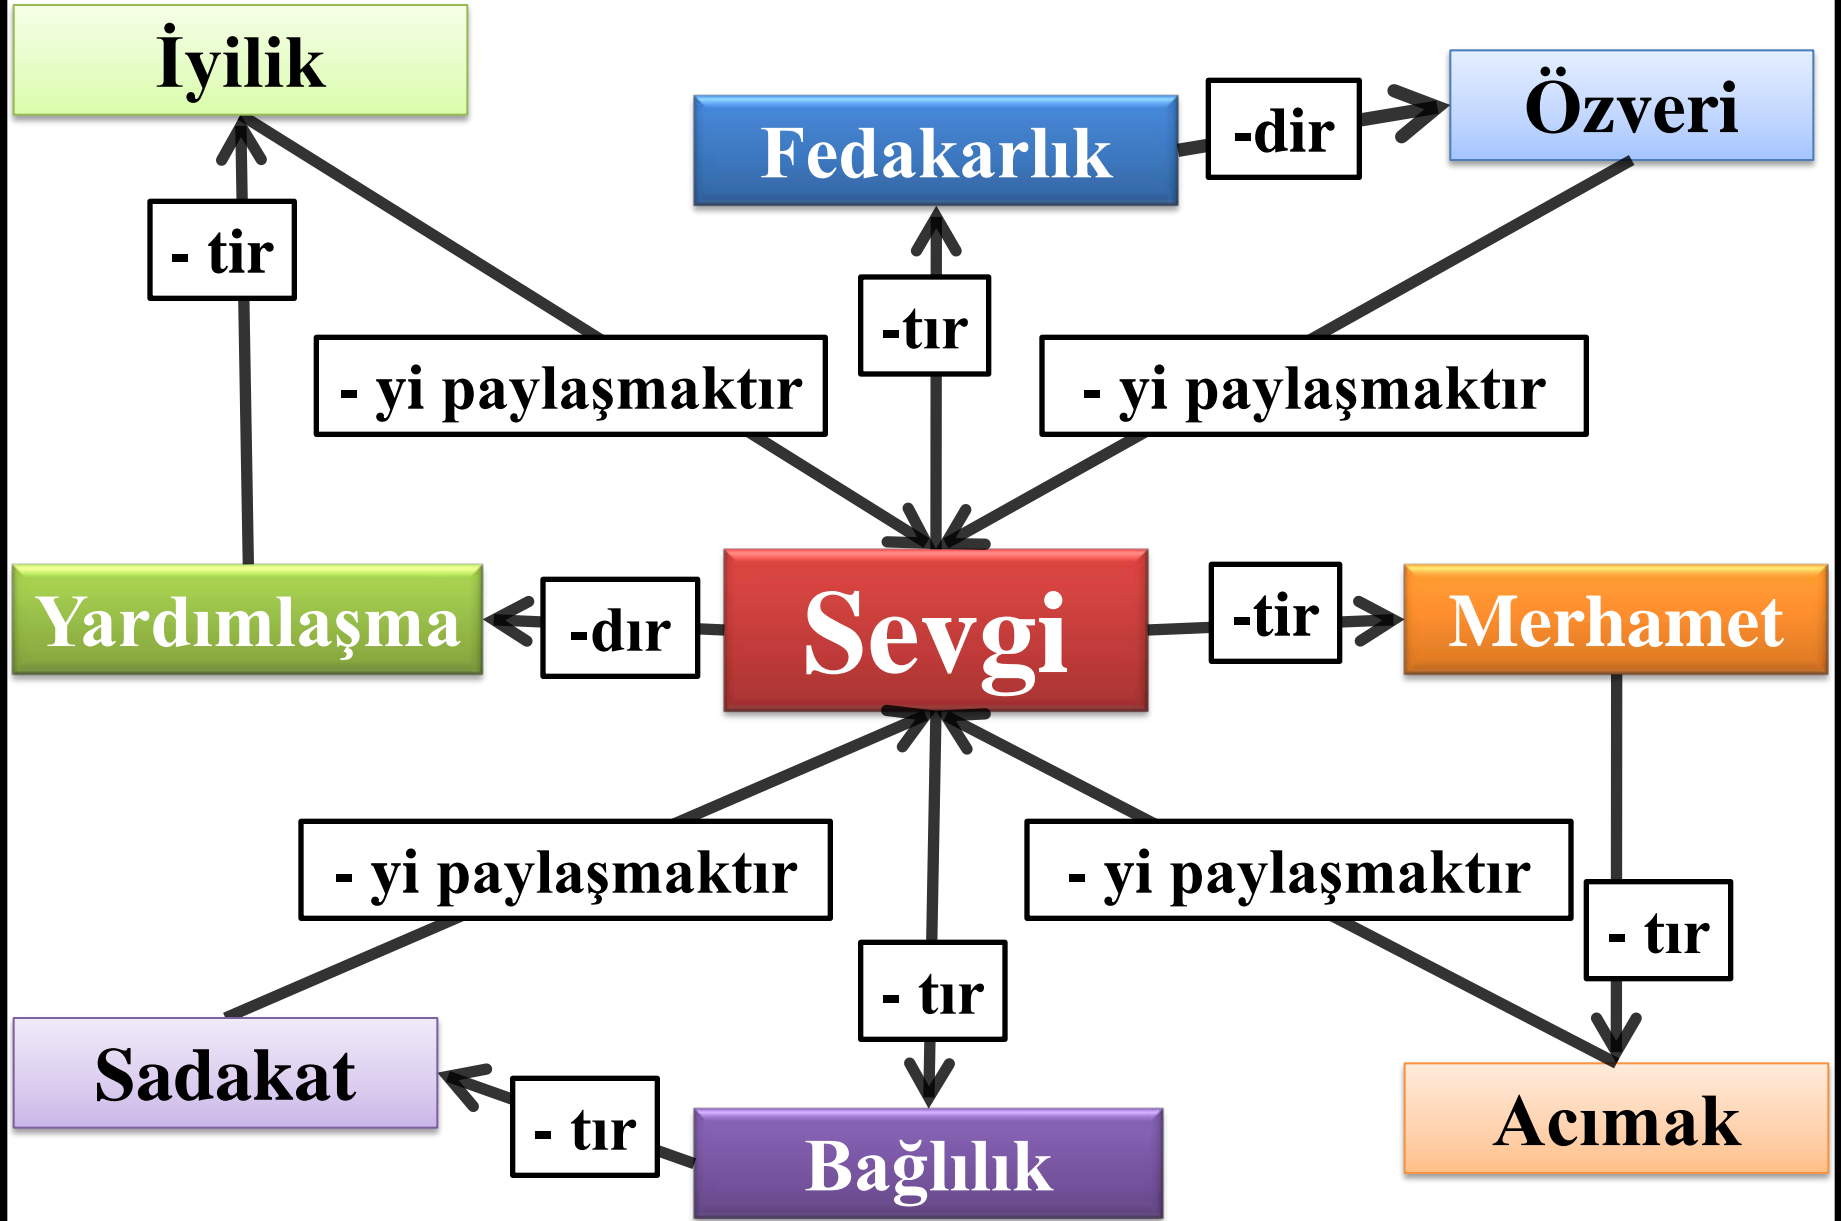 İyilik
Fedakarlık
-dir
Özveri
- tir
-tır
- yi paylaşmaktır
- yi paylaşmaktır
Yardımlaşma
-dır
Sevgi
-tir
Merhamet
- yi paylaşmaktır
- yi paylaşmaktır
- tır
- tır
Sadakat
- tır
Bağlılık
Acımak